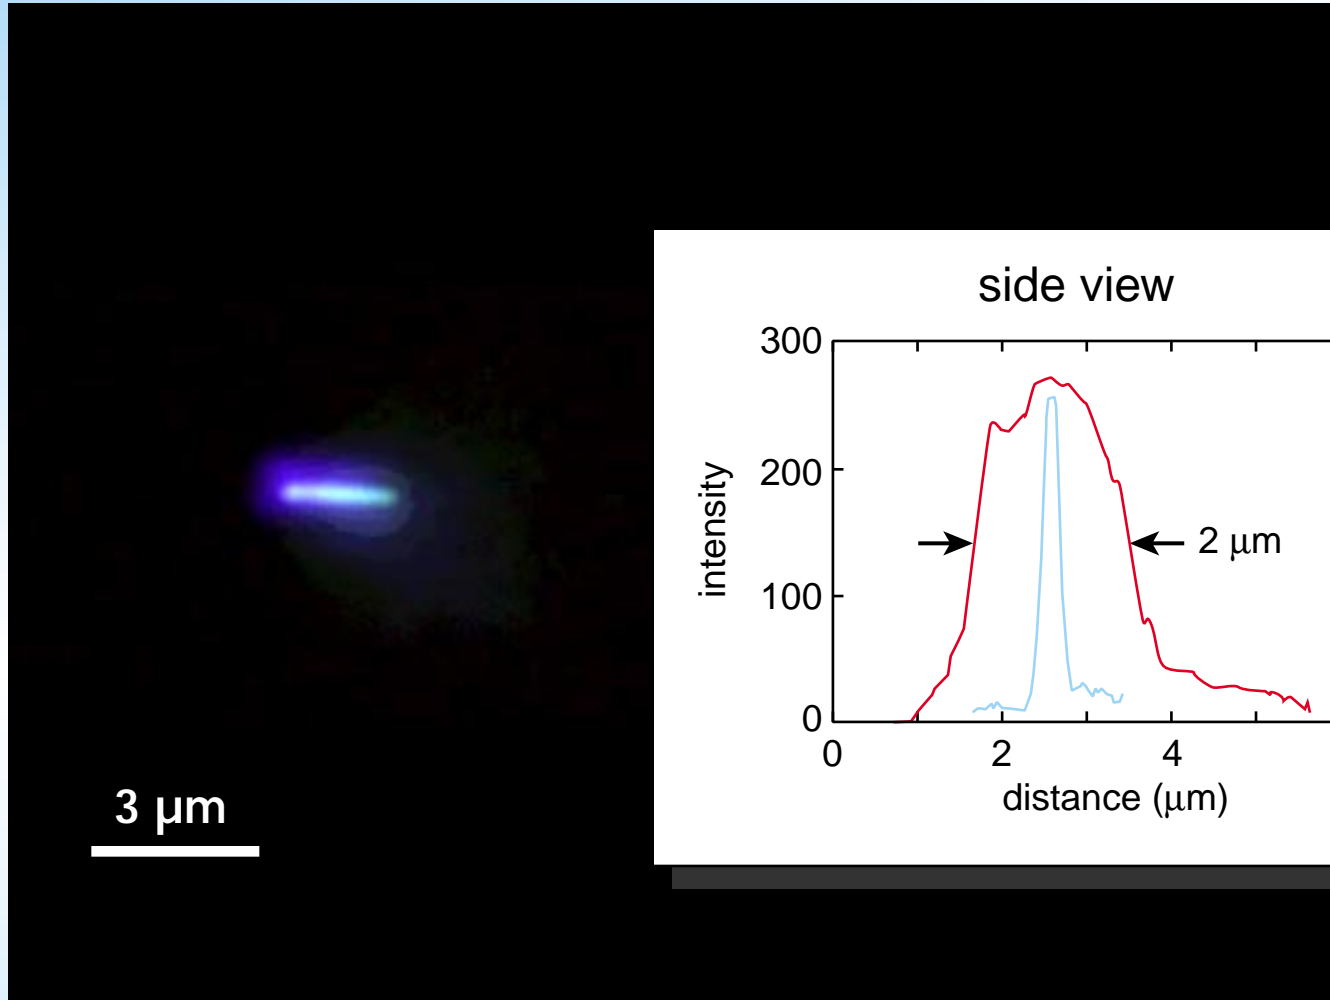 side view
300
200
100
0
intensity
2 μm
0 2 4
distance (μm)
3 μm